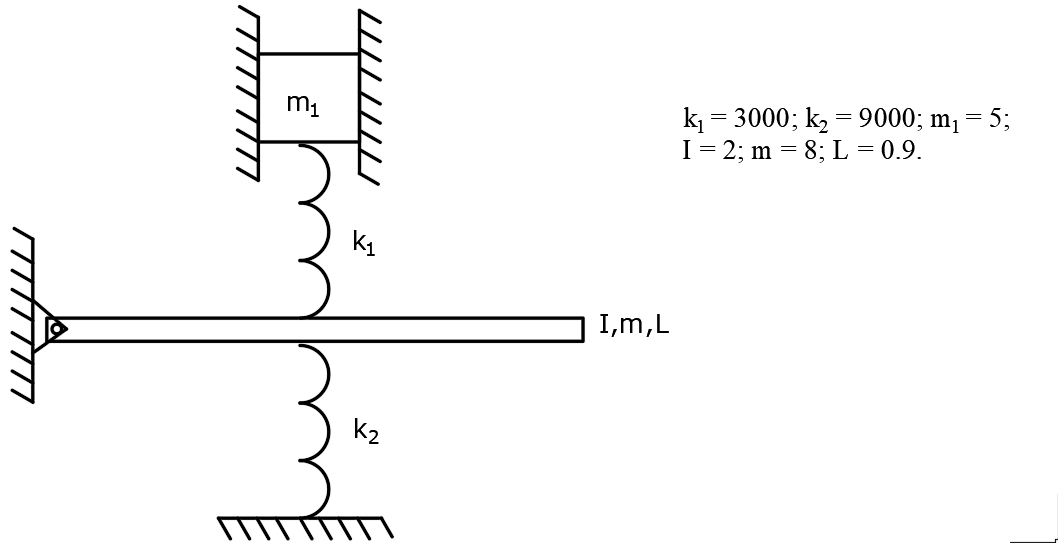 m₁
k₁ = 3000; k₂ = 9000; m₁ = 5;
I = 2; m = 8; L = 0.9.
k₁
I,m,L
k₂